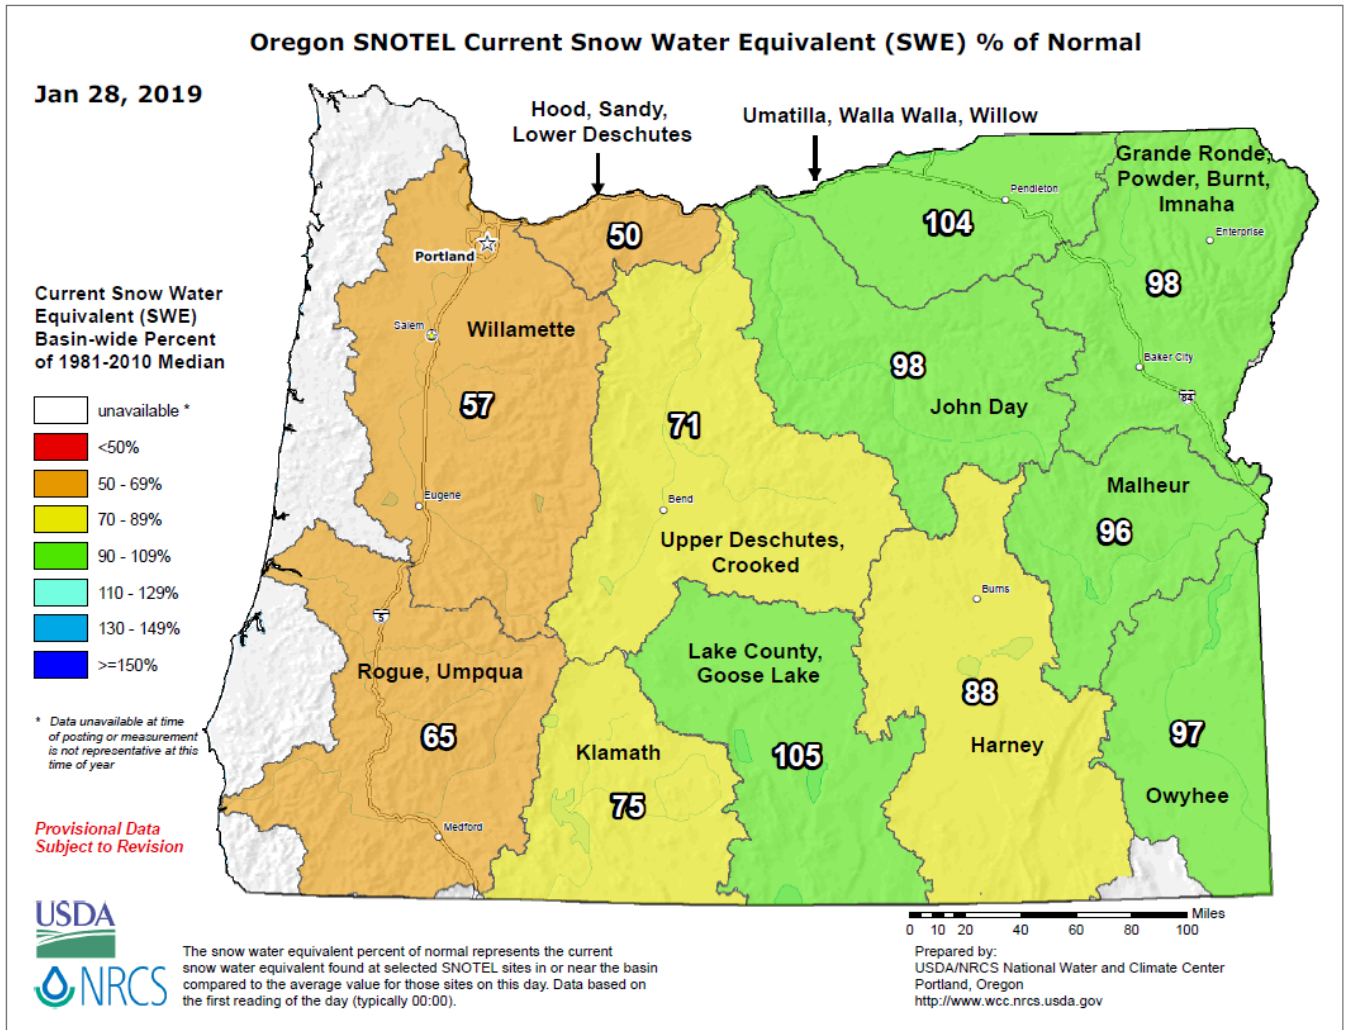 Oregon SNOTEL Current Snow Water Equivalent (SWE) % of Normal
Jan 28, 2019
Hood, Sandy,
Lower Deschutes
Umatilla, Walla Walla, Willow
Grande Ronde,
Powder, Burnt,
Imnaha
Pendleton
Enterprise
104
50
98
Portland
Current Snow Water
Equivalent (SWE)
Basin-wide Percent
of 1981-2010 Median
unavailable *
<50%
50 - 69%
70 - 89%
90 - 109%
110 - 129%
130 - 149%
>=150%
Salem
Willamette
57
98
John Day
Baker City
84
71
Eugene
Bend
Upper Deschutes,
Crooked
Malheur
96
Burns
5
Rogue, Umpqua
65
Lake County,
Goose Lake
105
88
Harney
97
Owyhee
Klamath
75
Medford
* Data unavailable at time
of posting or measurement
is not representative at this
time of year
Provisional Data
Subject to Revision
USDA
NRCS
The snow water equivalent percent of normal represents the current
snow water equivalent found at selected SNOTEL sites in or near the basin
compared to the average value for those sites on this day. Data based on
the first reading of the day (typically 00:00).
Miles
0 10 20 40 60 80 100
Prepared by:
USDA/NRCS National Water and Climate Center
Portland, Oregon
http://www.wcc.nrcs.usda.gov